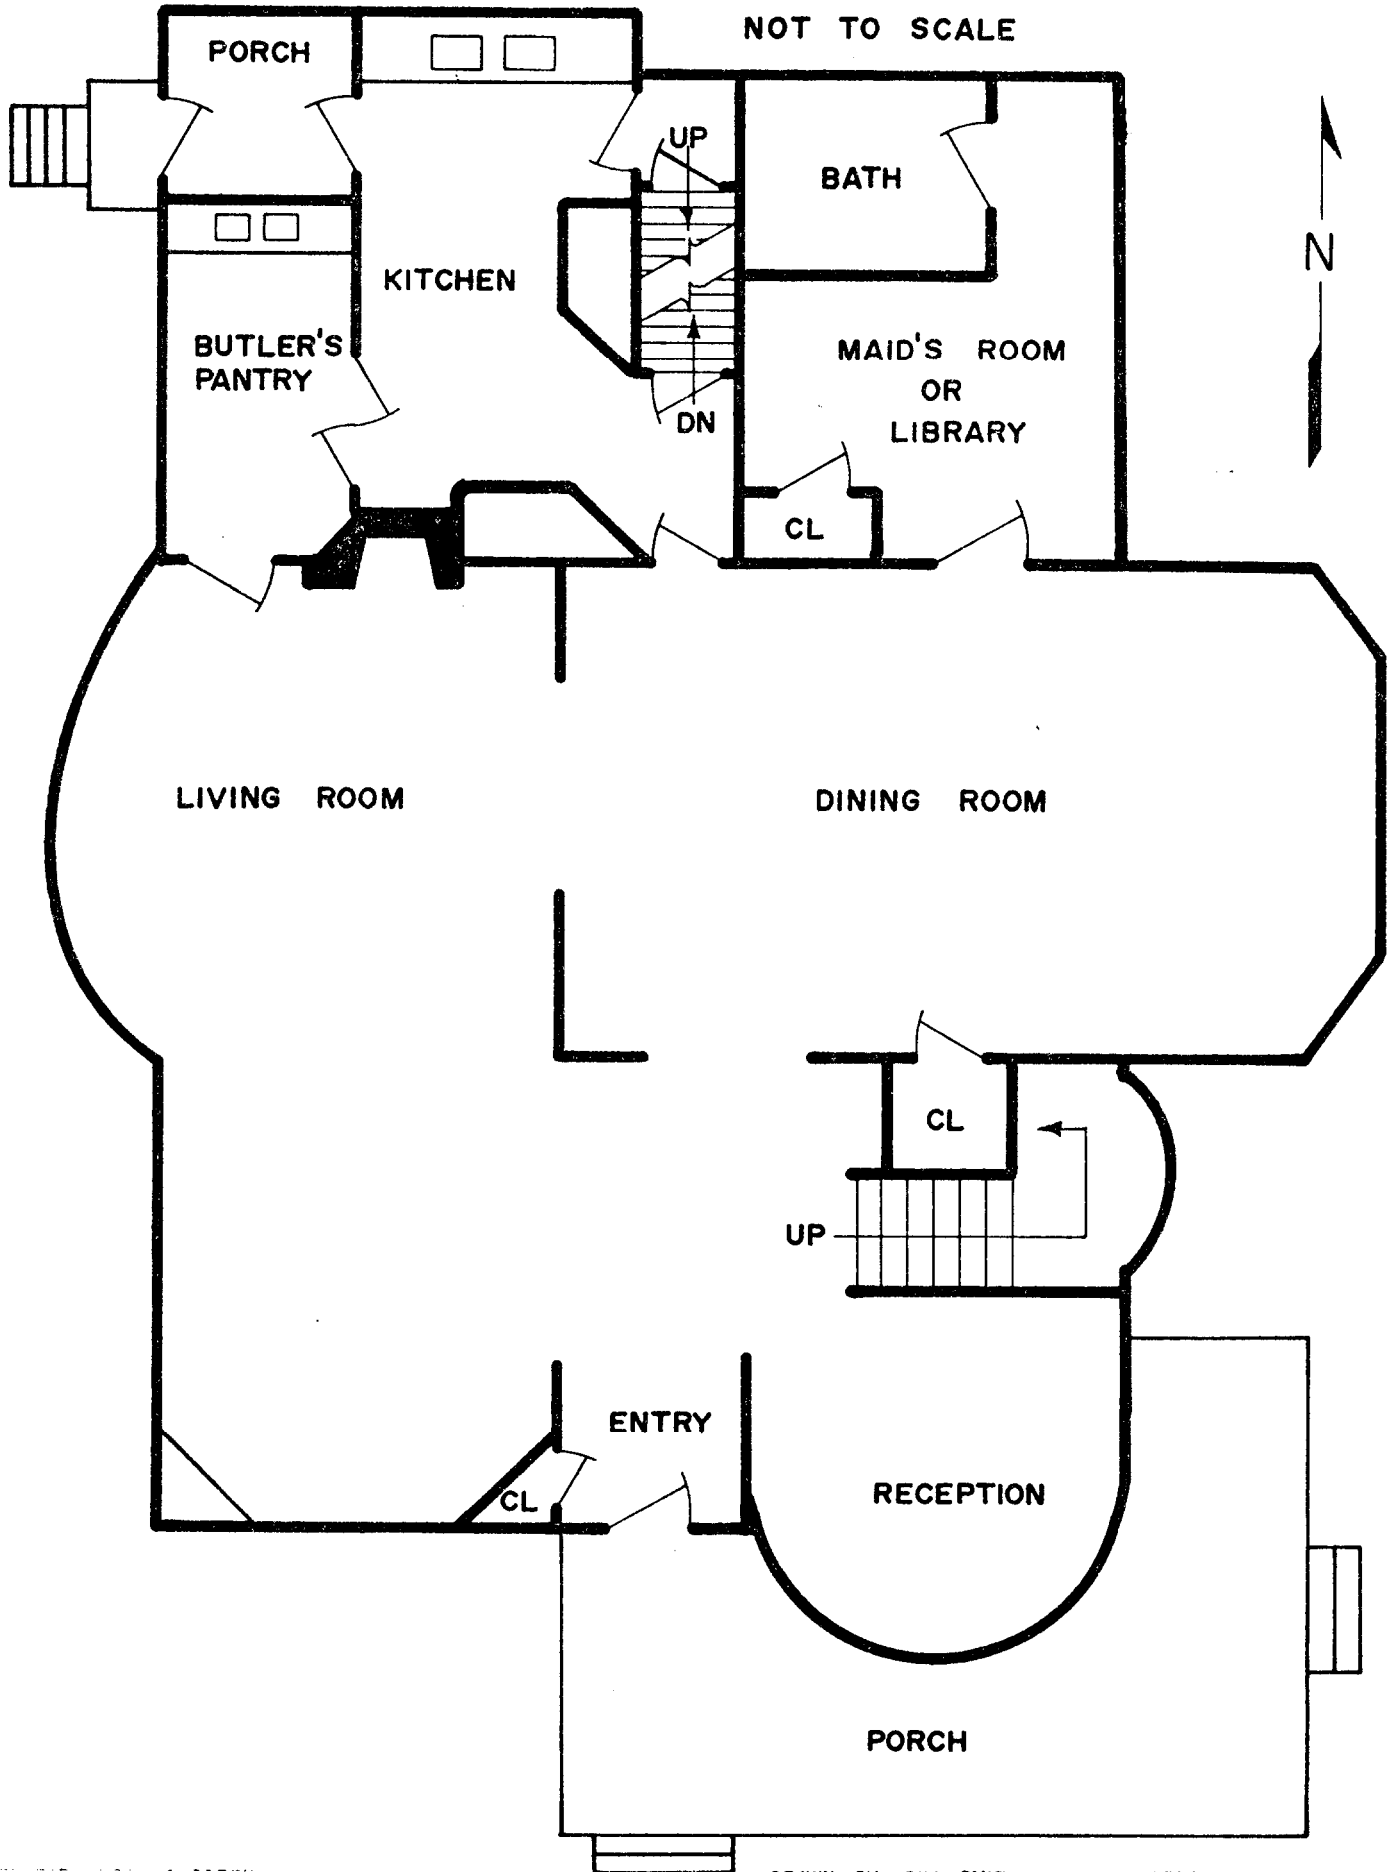 NOT TO SCALE
PORCH
UP
BATH
N
KITCHEN
BUTLER'S
PANTRY
MAID'S ROOM
OR
LIBRARY
DN
CL
LIVING ROOM
DINING ROOM
CL
UP
ENTRY
RECEPTION
CL
PORCH